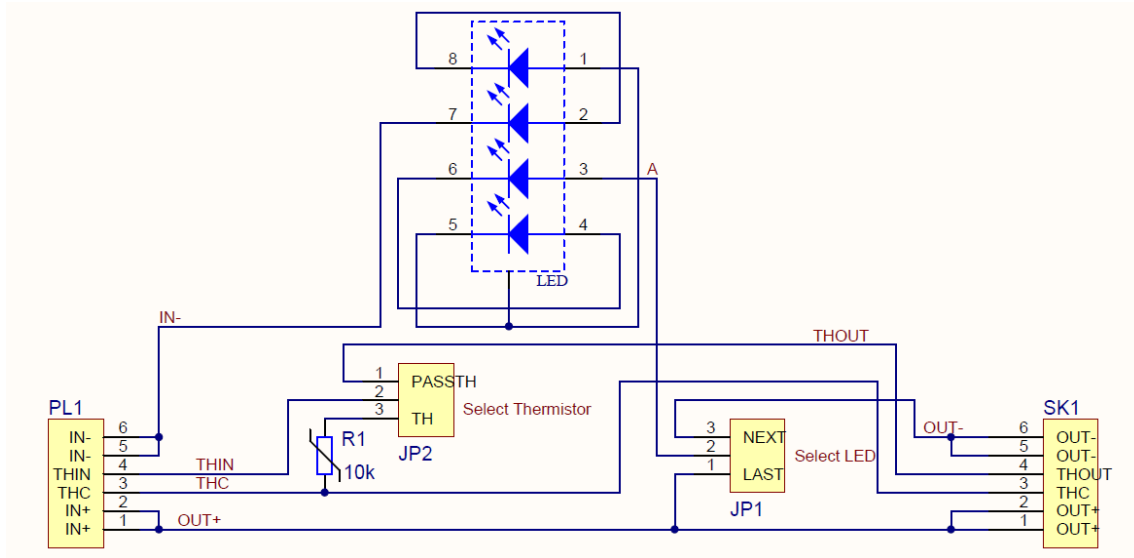 8 1
7 2
6 3 A
5 4
LED
IN-
THOUT
1 PASSTH
2
3 TH
Select Thermistor
JP2
R1
10k
PL1
IN- 6
IN- 5
THIN 4
THC 3
IN+ 2
IN+ 1
THIN
THC
OUT+
3 NEXT
2
1 LAST
Select LED
JP1
OUT-
SK1
6 OUT-
5 OUT-
4 THOUT
3 THC
2 OUT+
1 OUT+